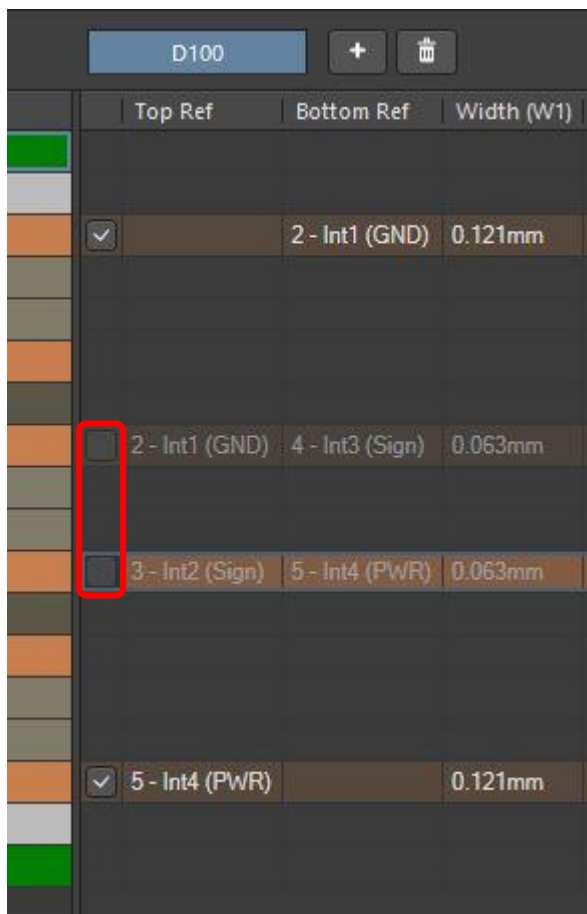 D100 +
Top Ref Bottom Ref Width (W1)
2 - Int1 (GND) 0.121mm
2 - Int1 (GND) 4 - Int3 (Sign) 0.063mm
3 - Int2 (Sign) 5 - Int4 (PWR) 0.063mm
5 - Int4 (PWR) 0.121mm